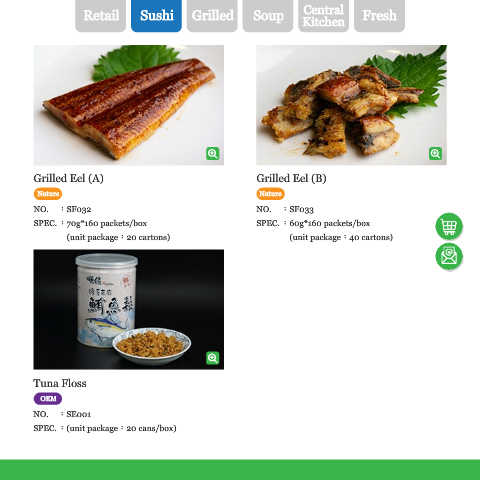 Retail
Sushi
Grilled
Soup
Central
Kitchen
Fresh
Grilled Eel (A)
Nature
NO. : SF032
SPEC. : 70g*160 packets/box
(unit package : 20 cartons)
Grilled Eel (B)
Nature
NO. : SF033
SPEC. : 60g*160 packets/box
(unit package : 40 cartons)
鮪魚鬆
Tuna Floss
OEM
NO. : SE001
SPEC. : (unit package : 20 cans/box)